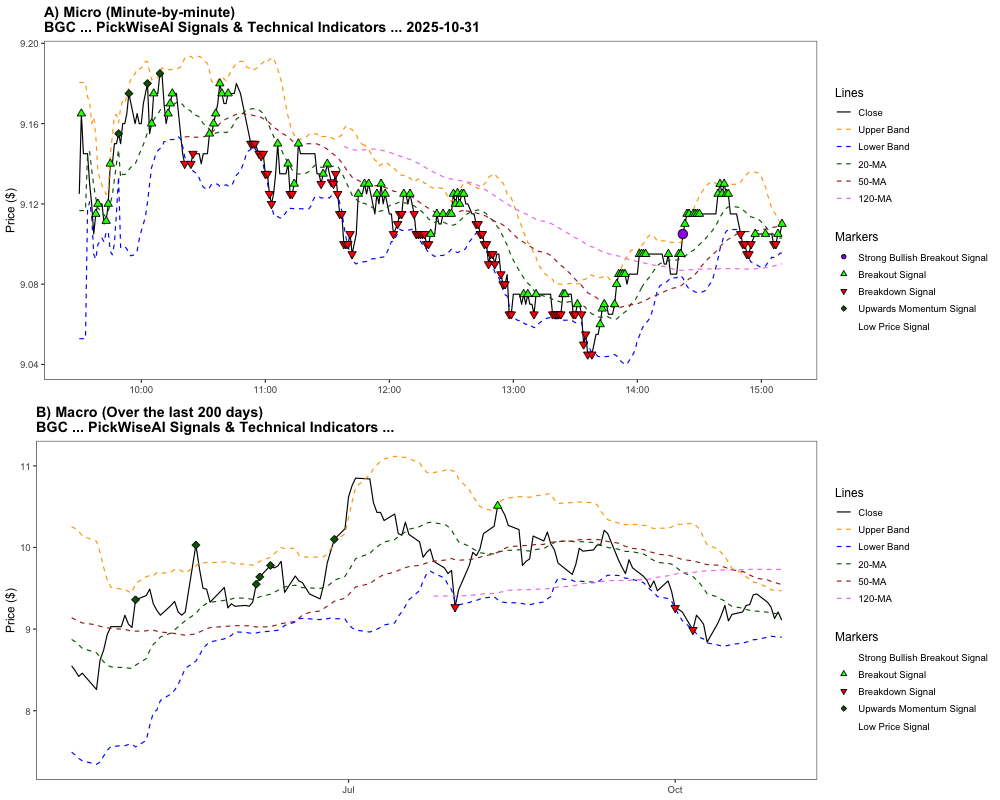 A) Micro (Minute-by-minute)
BGC ... PickWiseAI Signals & Technical Indicators ... 2025-10-31
9.20
9.16
9.12
9.08
9.04
Price ($)
10:00
11:00
12:00
13:00
14:00
15:00
Lines
Close
Upper Band
Lower Band
20-MA
50-MA
120-MA
Markers
Strong Bullish Breakout Signal
Breakout Signal
Breakdown Signal
Upwards Momentum Signal
Low Price Signal
B) Macro (Over the last 200 days)
BGC ... PickWiseAI Signals & Technical Indicators ...
11
10
9
8
Price ($)
Jul
Oct
Lines
Close
Upper Band
Lower Band
20-MA
50-MA
120-MA
Markers
Strong Bullish Breakout Signal
Breakout Signal
Breakdown Signal
Upwards Momentum Signal
Low Price Signal